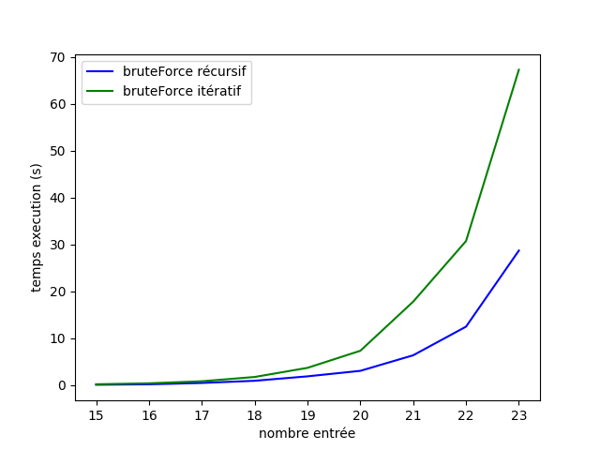 70
60
50
40
30
20
10
0
temps execution (s)
bruteForce récursif
bruteForce itératif
15 16 17 18 19 20 21 22 23
nombre entrée